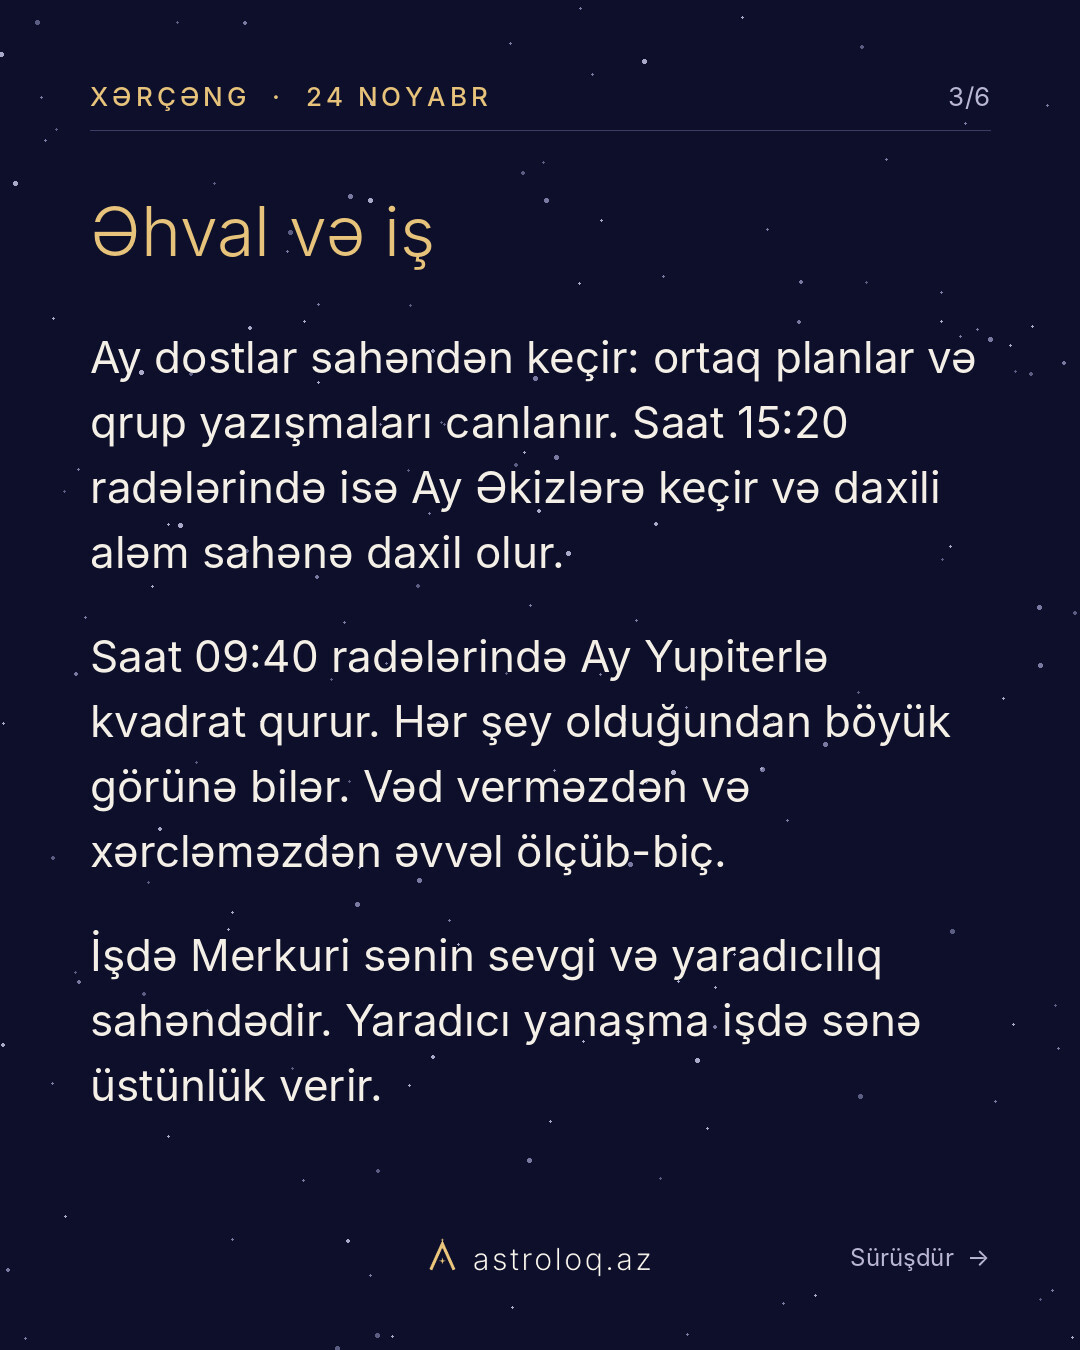 XƏRÇƏNG · 24 NOYABR
3/6
Əhval və iş
Ay dostlar sahəndən keçir: ortaq planlar və
qrup yazışmaları canlanır. Saat 15:20
radələrində isə Ay Əkizlərə keçir və daxili
aləm sahənə daxil olur.
Saat 09:40 radələrində Ay Yupiterlə
kvadrat qurur. Hər şey olduğundan böyük
görünə bilər. Vəd verməzdən və
xərcləməzdən əvvəl ölçüb-biç.
İşdə Merkuri sənin sevgi və yaradıcılıq
sahəndədir. Yaradıcı yanaşma işdə sənə
üstünlük verir.
astroloq.az
Sürüşdür →